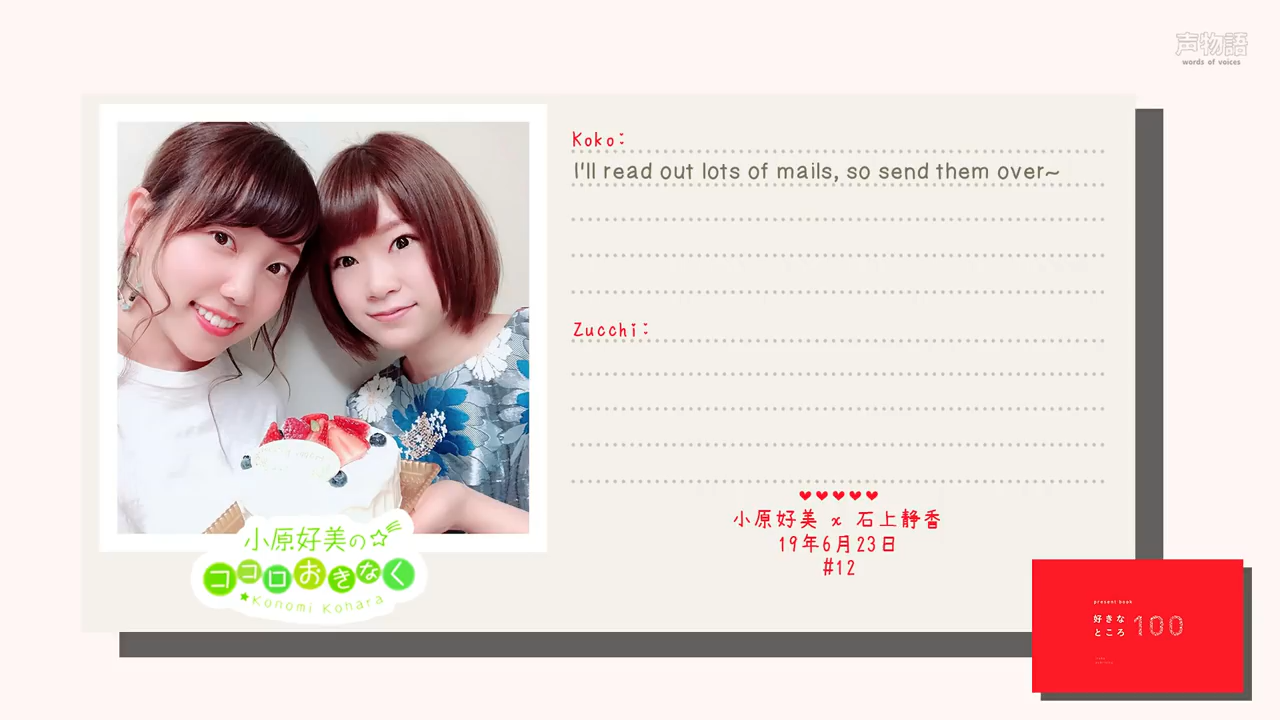 声物語
words of voices
Koko:
I'll read out lots of mails, so send them over~
Zucchi:
小原好美 x 石上静香
19年6月23日
#12
小原好美の
ココロおきなく
Konomi Kohara
present book
好きな
ところ
100